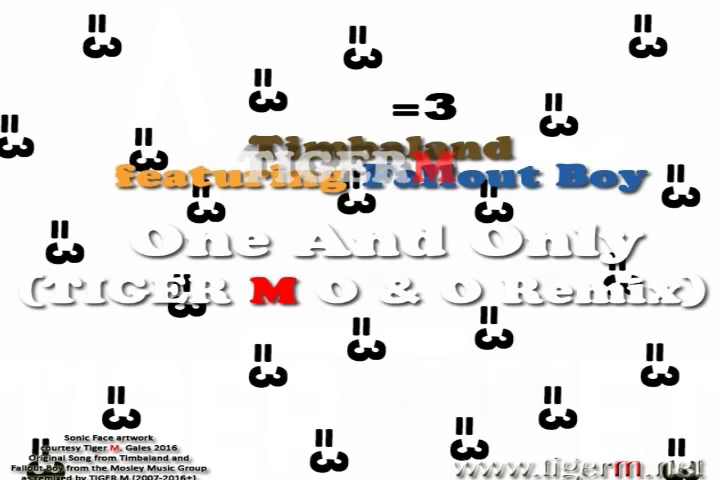 =3
Timbaland
TIGER M
featuring Fallout Boy
One And Only
(TIGER M O & O Remix)
Sonic Face artwork
courtesy Tiger M. Gales 2016
Original Song from Timbaland and
Fallout Boy from the Mosley Music Group
as remixed by TIGER M (2007-2016+)
www.tigerm.net